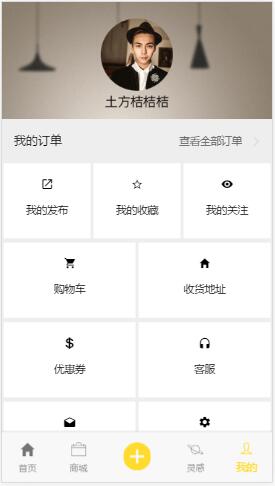 土方桔桔桔
我的订单 查看全部订单
我的发布 我的收藏 我的关注
购物车 收货地址
优惠券 客服
首页 商城 灵感 我的